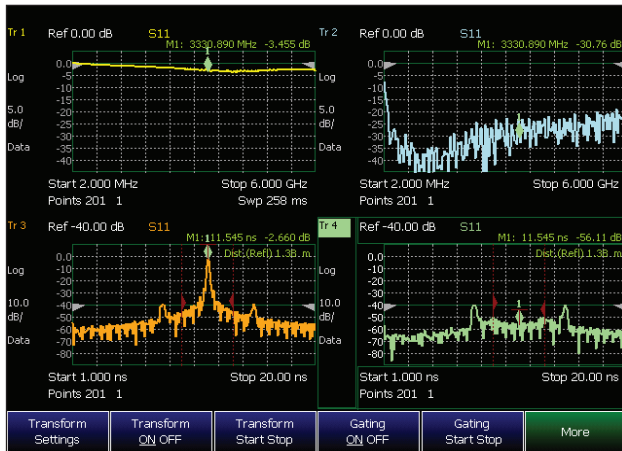 Tr 1 Ref 0.00 dB S11
M1: 3330.890 MHz -3.455 dB
1
Log
5.0
dB/
Data
0.0
-5
-10
-15
-20
-25
-30
-35
-40
Start 2.000 MHz Stop 6.000 GHz
Points 201 1 Swp 258 ms
Tr 2 Ref 0.00 dB S11
M1: 3330.890 MHz -30.76 dB
1
Log
5.0
dB/
Data
0.0
-5
-10
-15
-20
-25
-30
-35
-40
Start 2.000 MHz Stop 6.000 GHz
Points 201 1
Tr 3 Ref -40.00 dB S11
M1: 11.545 ns -2.660 dB
1
Dist.(Refl) 1.38 m
Log
10.0
dB/
Data
0.0
-10
-20
-30
-40
-50
-60
-70
-80
Start 1.000 ns Stop 20.00 ns
Points 201 1
Tr 4 Ref -40.00 dB S11
M1: 11.545 ns -56.11 dB
Dist.(Refl) 1.38 m
1
Log
10.0
dB/
Data
0.0
-10
-20
-30
-40
-50
-60
-70
-80
Start 1.000 ns Stop 20.00 ns
Points 201 1
Transform
Settings
Transform
ON OFF
Transform
Start Stop
Gating
ON OFF
Gating
Start Stop
More